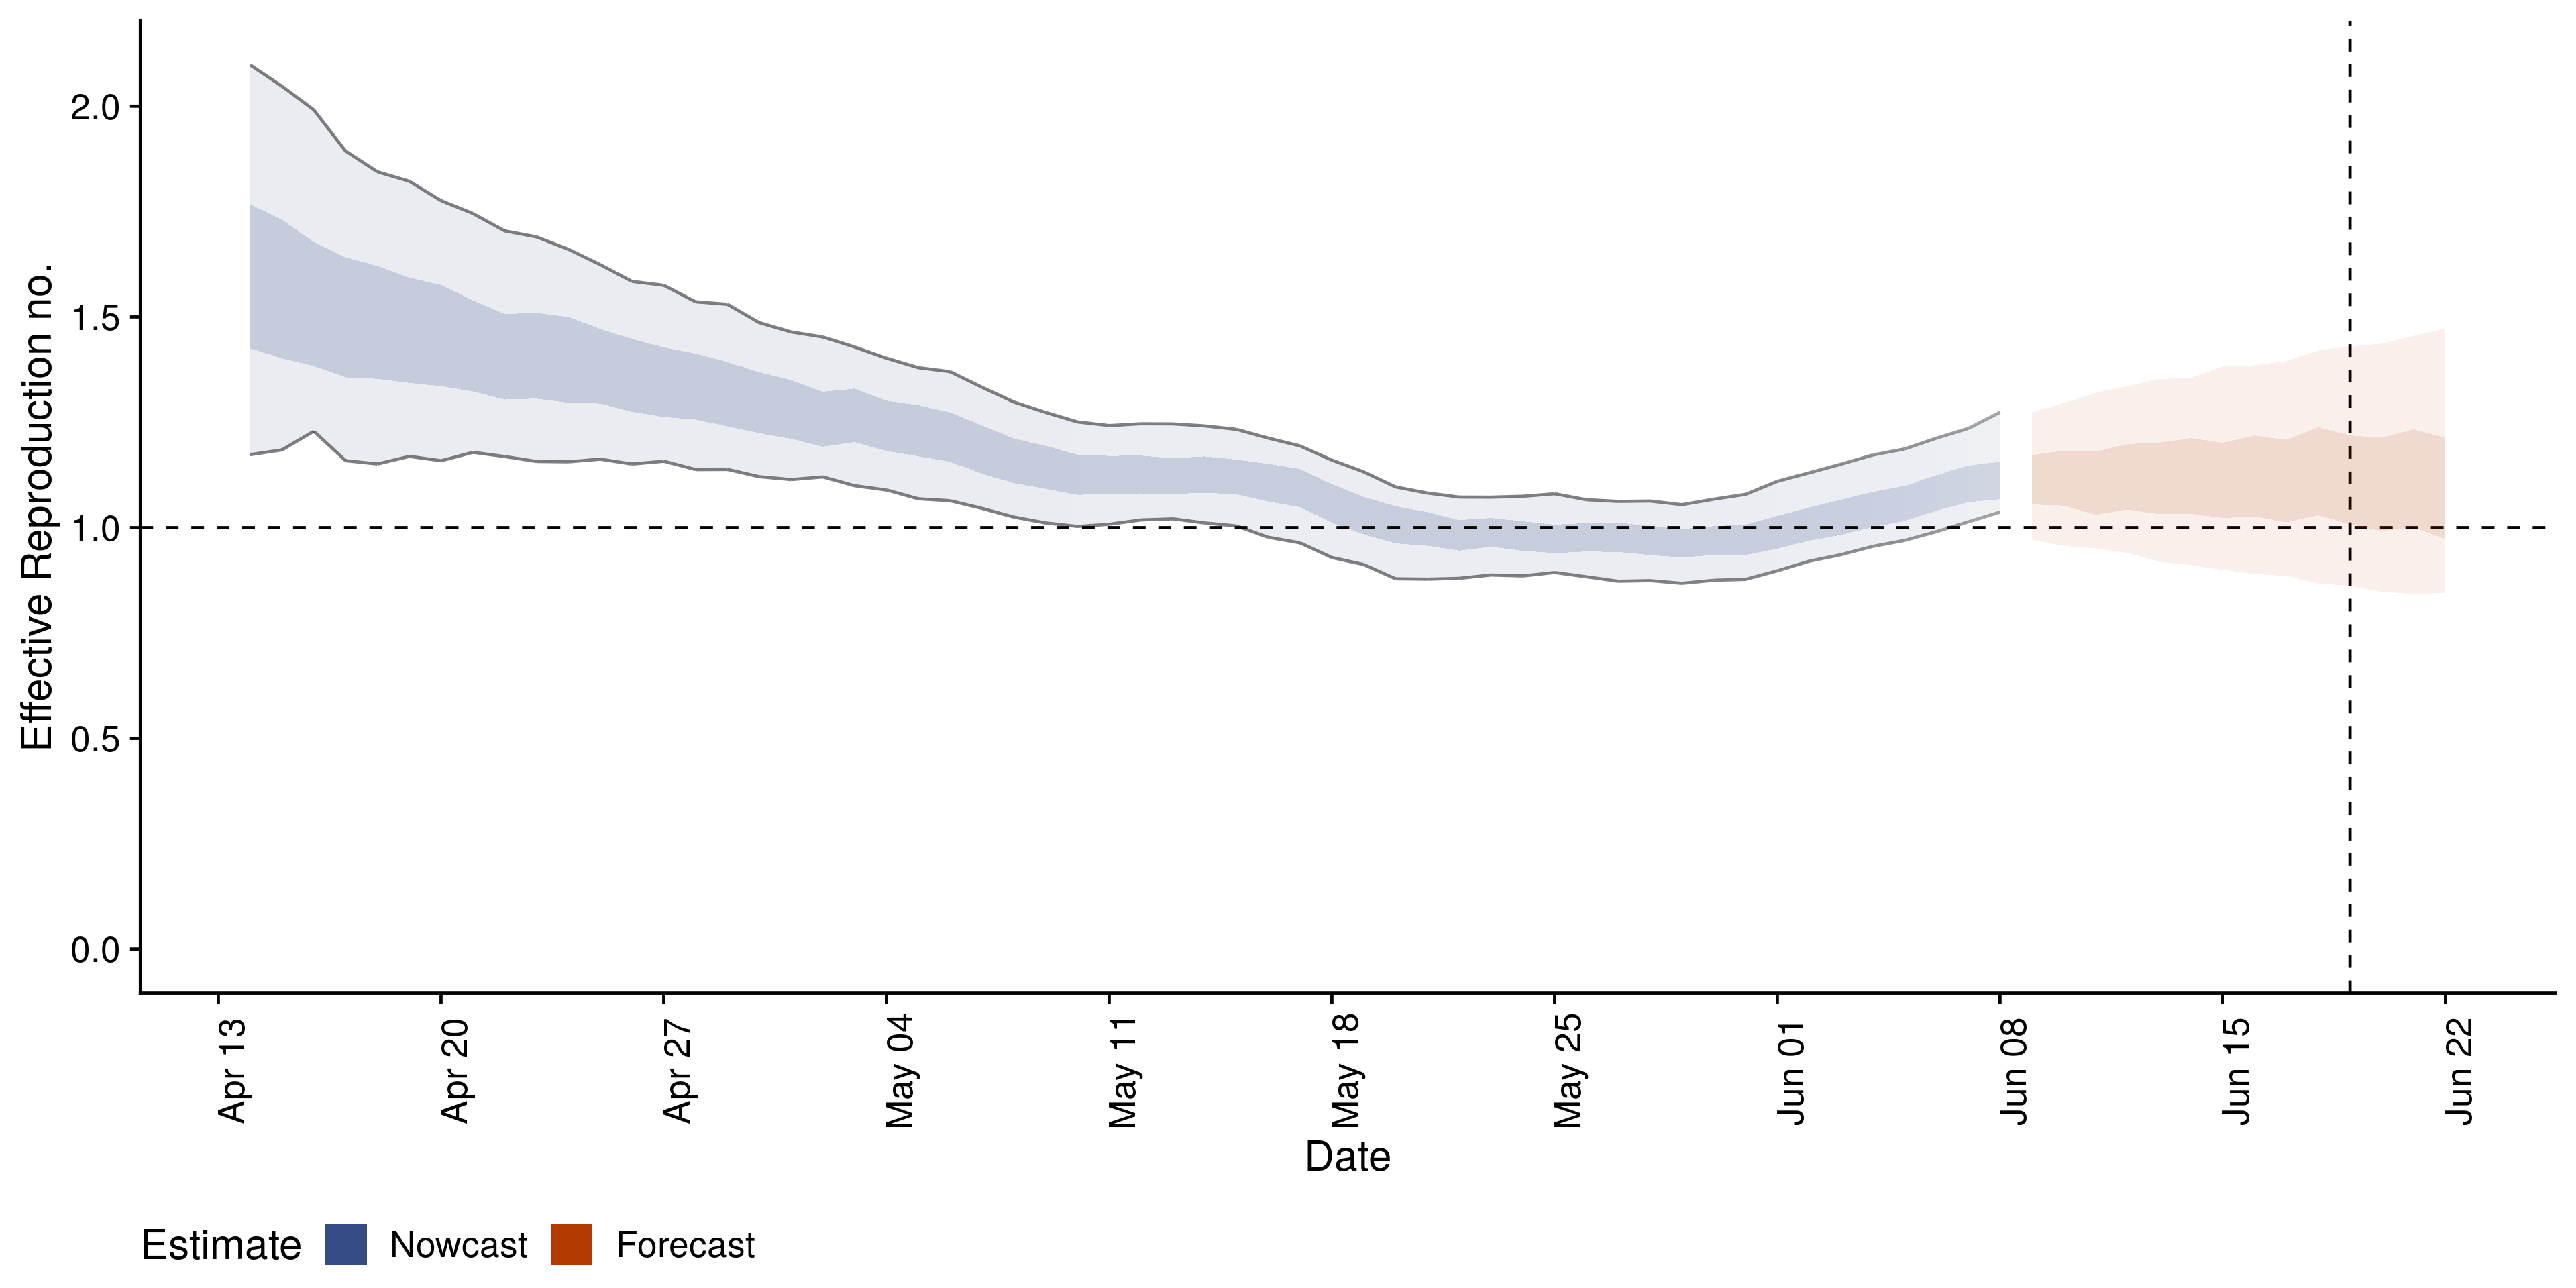 Effective Reproduction no.
2.0
1.5
1.0
0.5
0.0
Apr 13
Apr 20
Apr 27
May 04
May 11
May 18
May 25
Jun 01
Jun 08
Jun 15
Jun 22
Date
Estimate Nowcast Forecast